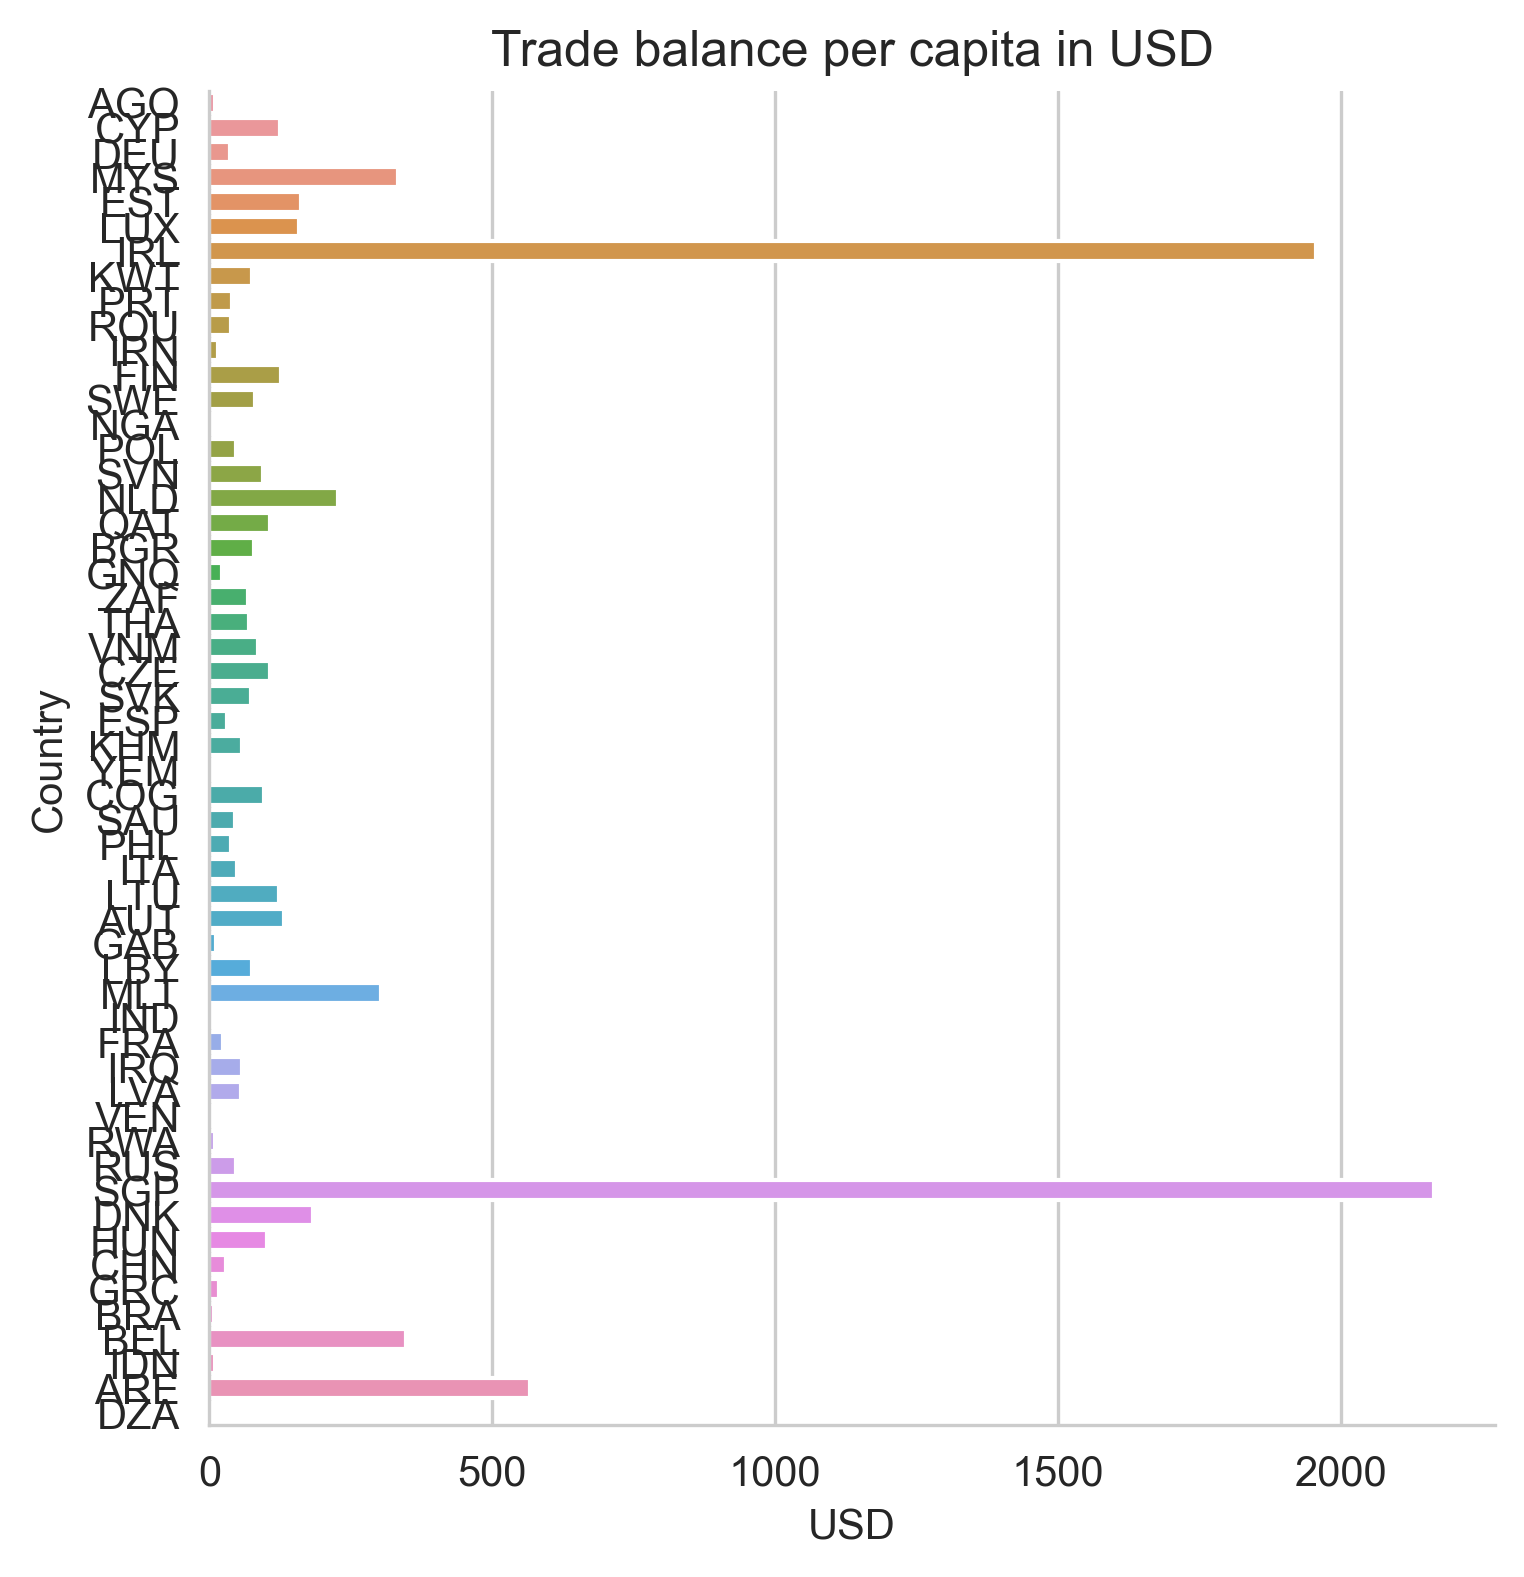 Trade balance per capita in USD
AGO
CYP
DEU
MYS
EST
LUX
IRL
KWT
PRT
ROU
IRN
FIN
SWE
NGA
POL
SVN
NLD
QAT
BGR
GNQ
ZAF
THA
VNM
CZE
SVK
ESP
KHM
YEM
COG
SAU
PHL
ITA
LTU
AUT
GAB
LBY
MLT
IND
FRA
IRQ
LVA
VEN
RWA
RUS
SGP
DNK
HUN
CHN
GRC
BRA
BEL
IDN
ARE
DZA
Country
0 500 1000 1500 2000
USD